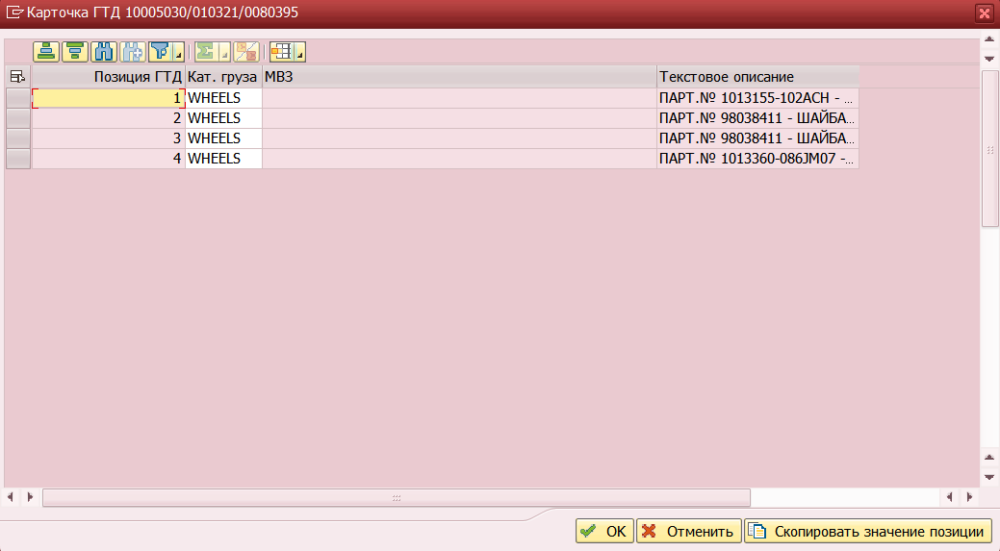 Карточка ГТД 10005030/010321/0080395
Позиция ГТД Кат. груза МВЗ Текстовое описание
1 WHEELS ПАРТ.№ 1013155-102ACH - ...
2 WHEELS ПАРТ.№ 98038411 - ШАЙБА...
3 WHEELS ПАРТ.№ 98038411 - ШАЙБА...
4 WHEELS ПАРТ.№ 1013360-086JM07 -...
OK Отменить Скопировать значение позиции